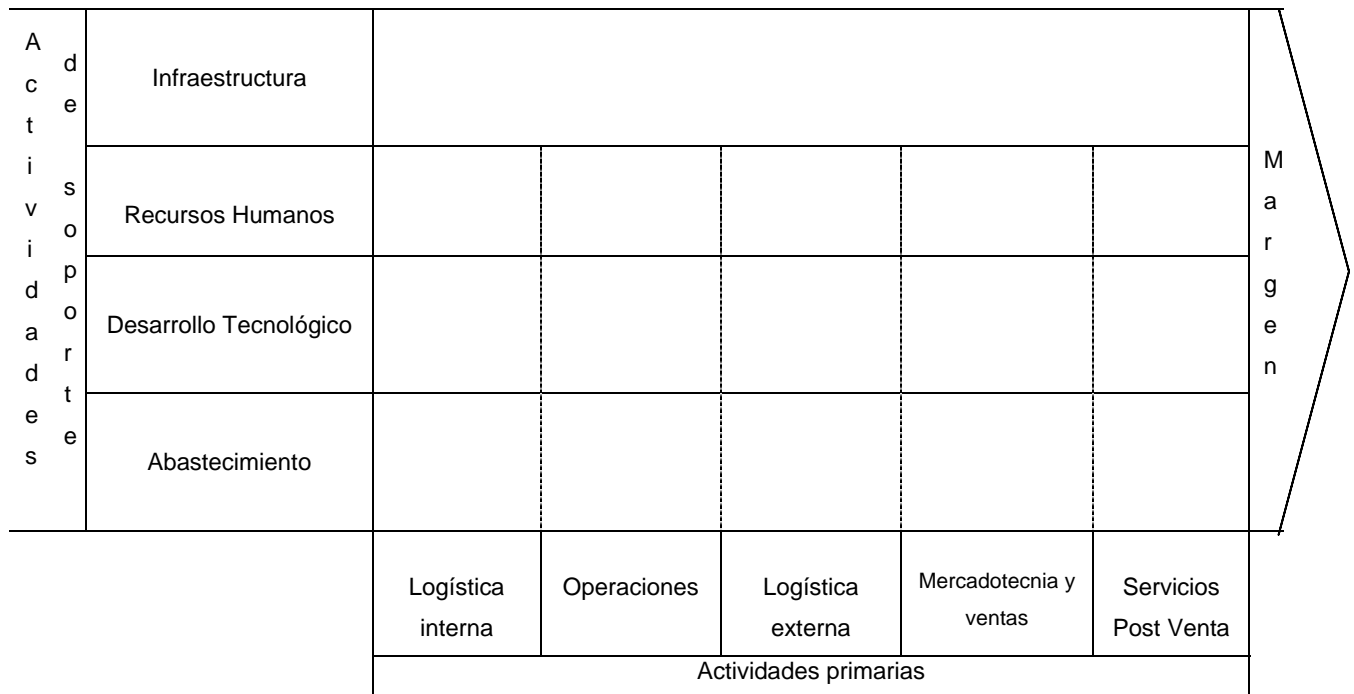 Actividades
de soporte
Infraestructura
Recursos Humanos
Desarrollo Tecnológico
Abastecimiento
Margen
Logística
interna
Operaciones
Logística
externa
Mercadotecnia y
ventas
Servicios
Post Venta
Actividades primarias